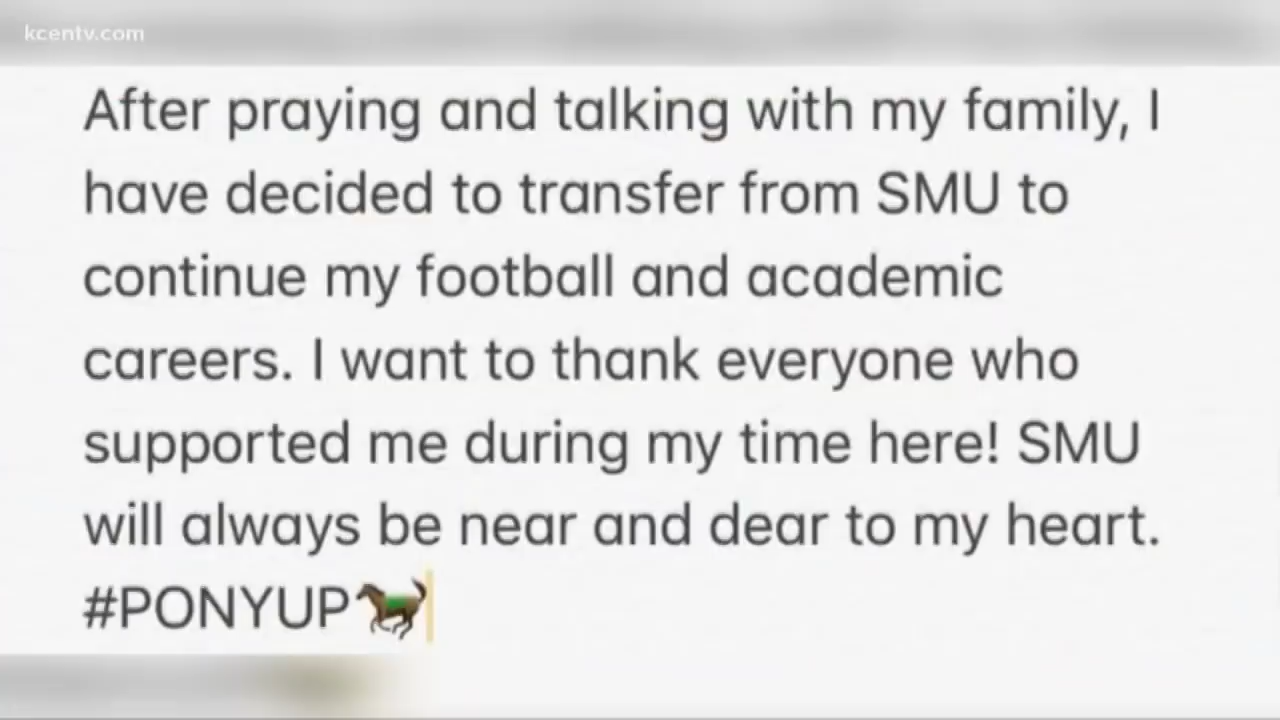 kcentv.com
After praying and talking with my family, I
have decided to transfer from SMU to
continue my football and academic
careers. I want to thank everyone who
supported me during my time here! SMU
will always be near and dear to my heart.
#PONYUP🐎